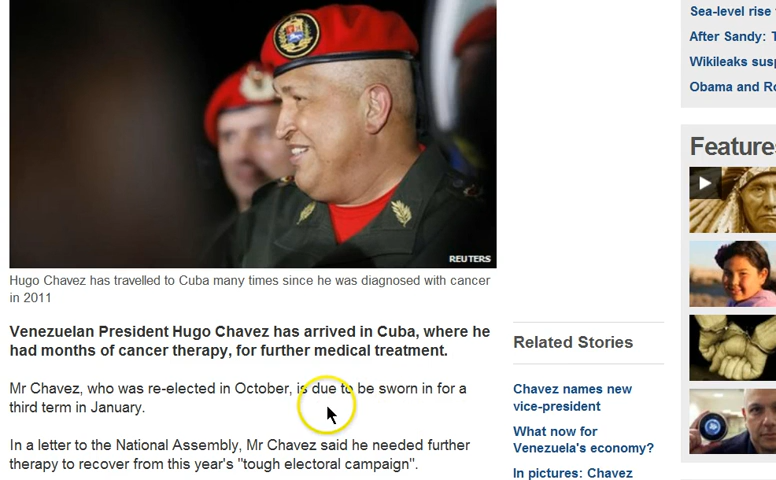 REUTERS
Hugo Chavez has travelled to Cuba many times since he was diagnosed with cancer
in 2011
Venezuelan President Hugo Chavez has arrived in Cuba, where he
had months of cancer therapy, for further medical treatment.
Mr Chavez, who was re-elected in October, is due to be sworn in for a
third term in January.
In a letter to the National Assembly, Mr Chavez said he needed further
therapy to recover from this year's "tough electoral campaign".
Related Stories
Chavez names new
vice-president
What now for
Venezuela's economy?
In pictures: Chavez
Sea-level rise
After Sandy:
Wikileaks sus
Obama and
Feature